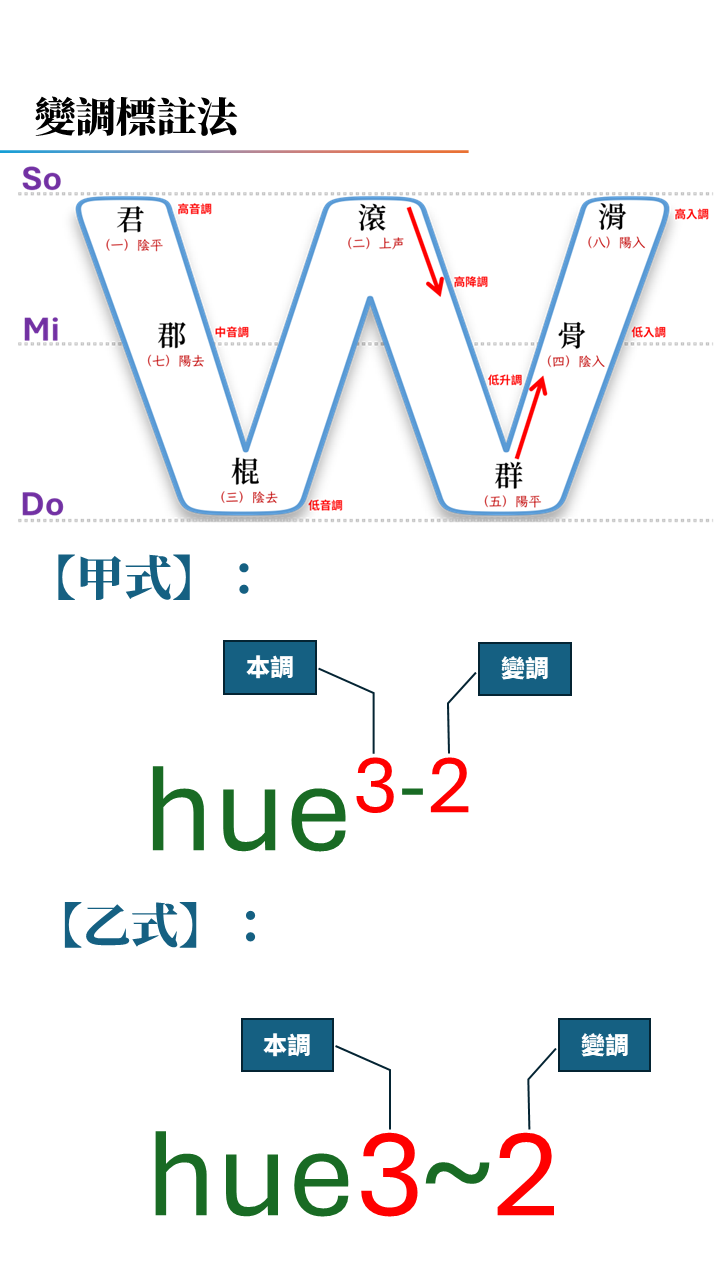 變調標註法
So
君
（一）陰平
高音調
滾
（二）上声
高降調
滑
（八）陽入
高入調
Mi
郡
（七）陽去
中音調
骨
（四）陰入
低入調
低升調
Do
棍
（三）陰去
低音調
群
（五）陽平
【甲式】：
本調
變調
hue3-2
【乙式】：
本調
變調
hue3~2